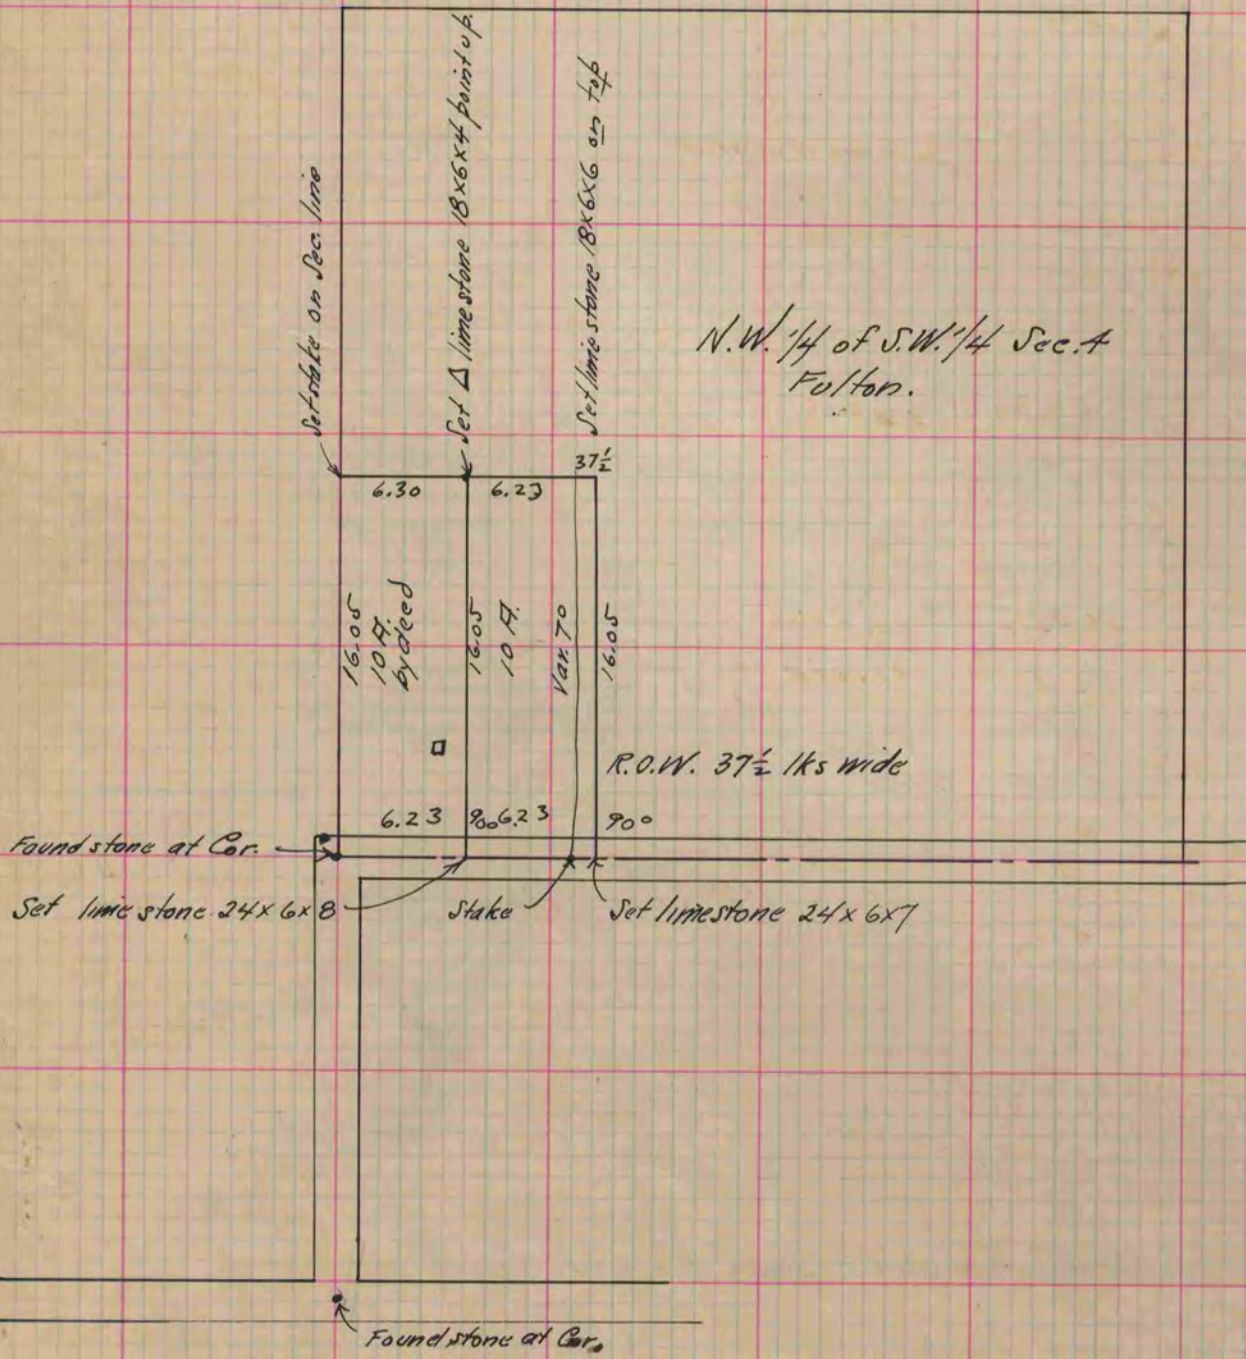 Set stake on Sec. line
Set Δ limestone 18x6x4 point up.
Set limestone 18x6x6 on top
N.W. 1/4 of S.W. 1/4 Sec. 4
Fulton.
37½
6.30
6.23
16.05
10 A.
by deed
16.05
10 A.
Var. 70
16.05
R.O.W. 37½ lks wide
6.23
90°
6.23
90°
Found stone at Cor.
Set lime stone 24x6x8
Stake
Set limestone 24x6x7
Found stone at Cor.